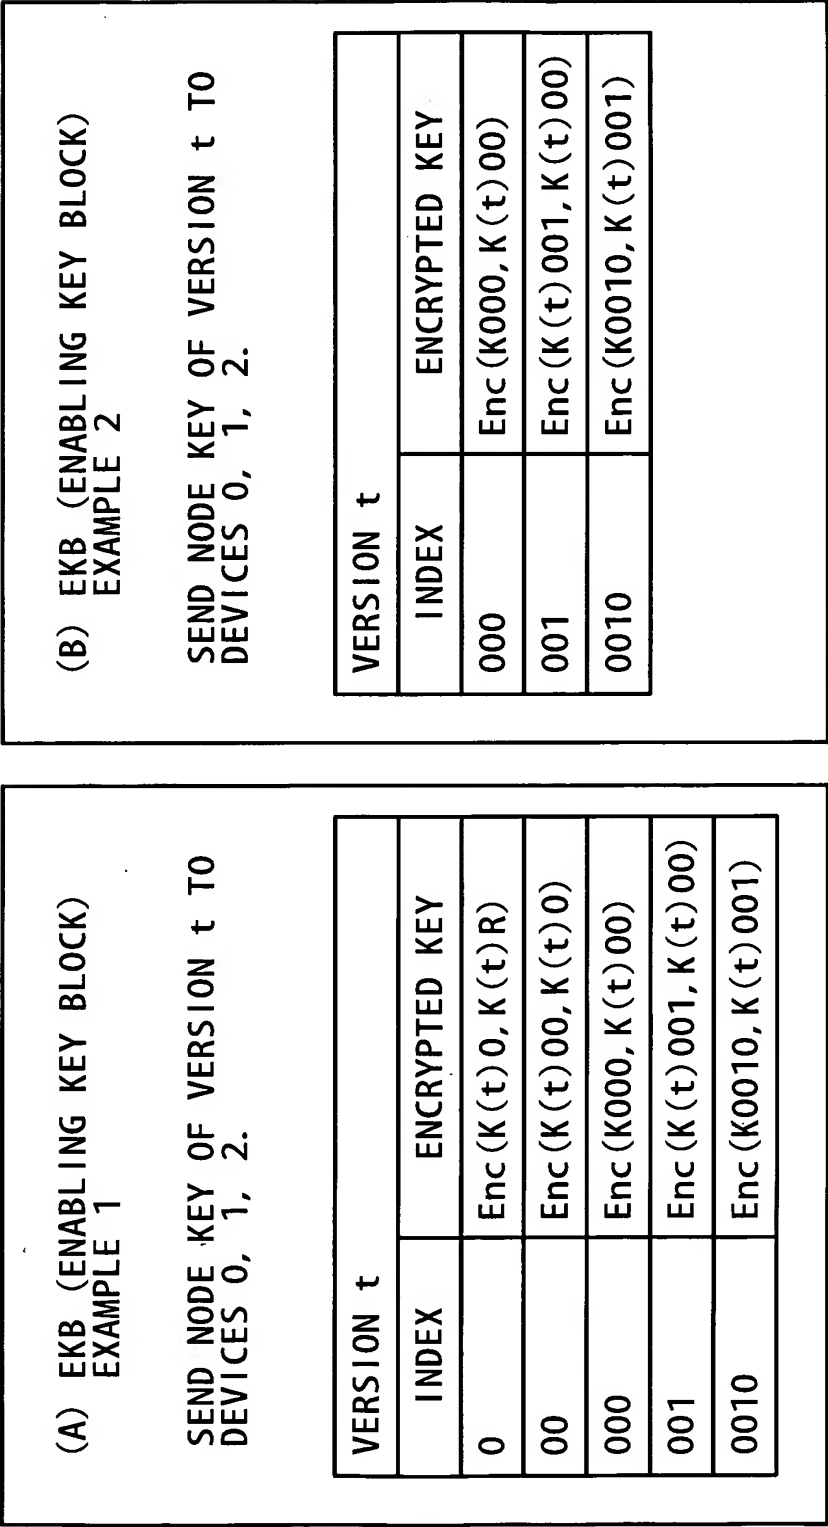 (A) EKB (ENABLING KEY BLOCK)
EXAMPLE 1
SEND NODE KEY OF VERSION t TO
DEVICES 0, 1, 2.
VERSION t
INDEX ENCRYPTED KEY
0 Enc(K(t)0,K(t)R)
00 Enc(K(t)00,K(t)0)
000 Enc(K000,K(t)00)
001 Enc(K(t)001,K(t)00)
0010 Enc(K0010,K(t)001)
(B) EKB (ENABLING KEY BLOCK)
EXAMPLE 2
SEND NODE KEY OF VERSION t TO
DEVICES 0, 1, 2.
VERSION t
INDEX ENCRYPTED KEY
000 Enc(K000,K(t)00)
001 Enc(K(t)001,K(t)00)
0010 Enc(K0010,K(t)001)